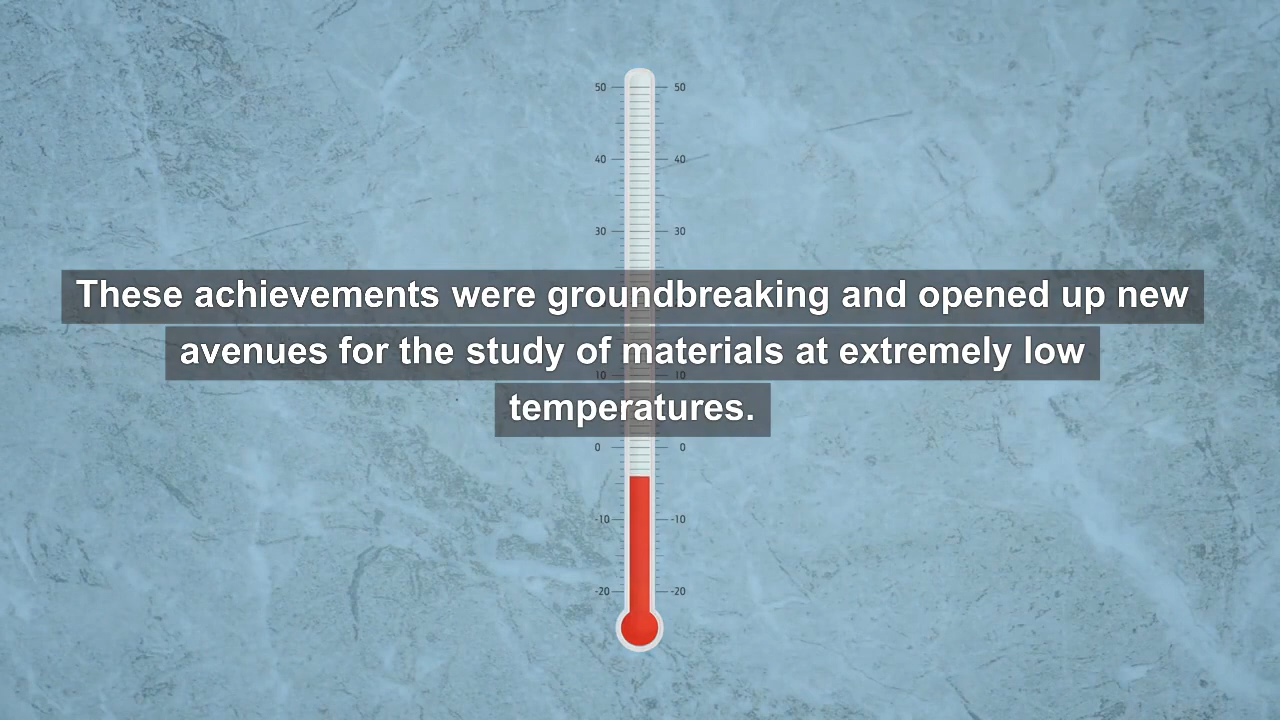 50 50
40 40
30 30
These achievements were groundbreaking and opened up new
avenues for the study of materials at extremely low
10 10
temperatures.
0 0
-10 -10
-20 -20